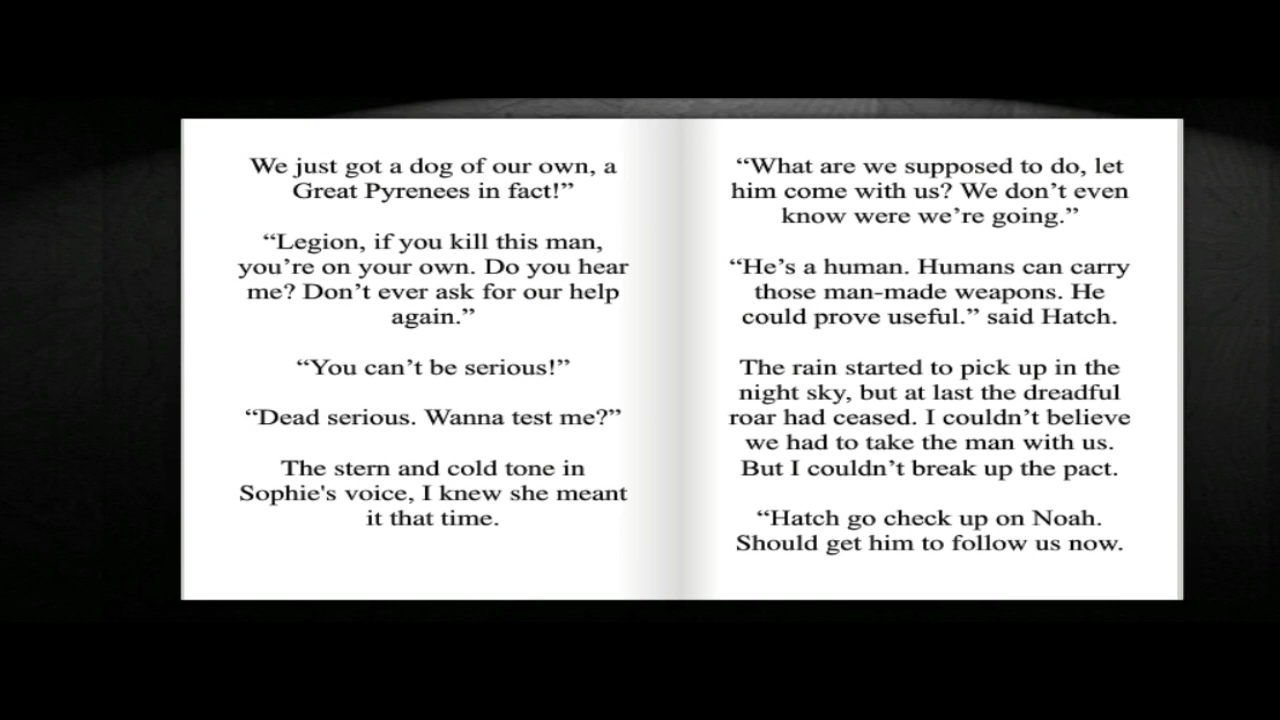 We just got a dog of our own, a
Great Pyrenees in fact!”
“Legion, if you kill this man,
you’re on your own. Do you hear
me? Don’t ever ask for our help
again.”
“You can’t be serious!”
“Dead serious. Wanna test me?”
The stern and cold tone in
Sophie's voice, I knew she meant
it that time.
“What are we supposed to do, let
him come with us? We don’t even
know were we’re going.”
“He’s a human. Humans can carry
those man-made weapons. He
could prove useful.” said Hatch.
The rain started to pick up in the
night sky, but at last the dreadful
roar had ceased. I couldn’t believe
we had to take the man with us.
But I couldn’t break up the pact.
“Hatch go check up on Noah.
Should get him to follow us now.